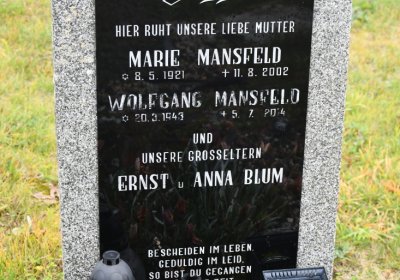 HIER RUHT UNSERE LIEBE MUTTER
MARIE MANSFELD
✡ 8.5.1921 + 11.8.2002
WOLFGANG MANSFELD
✡ 20.3.1943 + 5.7.2014
UND
UNSERE GROSSELTERN
ERNST u ANNA BLUM
BESCHEIDEN IM LEBEN,
GEDULDIG IM LEID,
SO BIST DU GEGANGEN
ZEIT